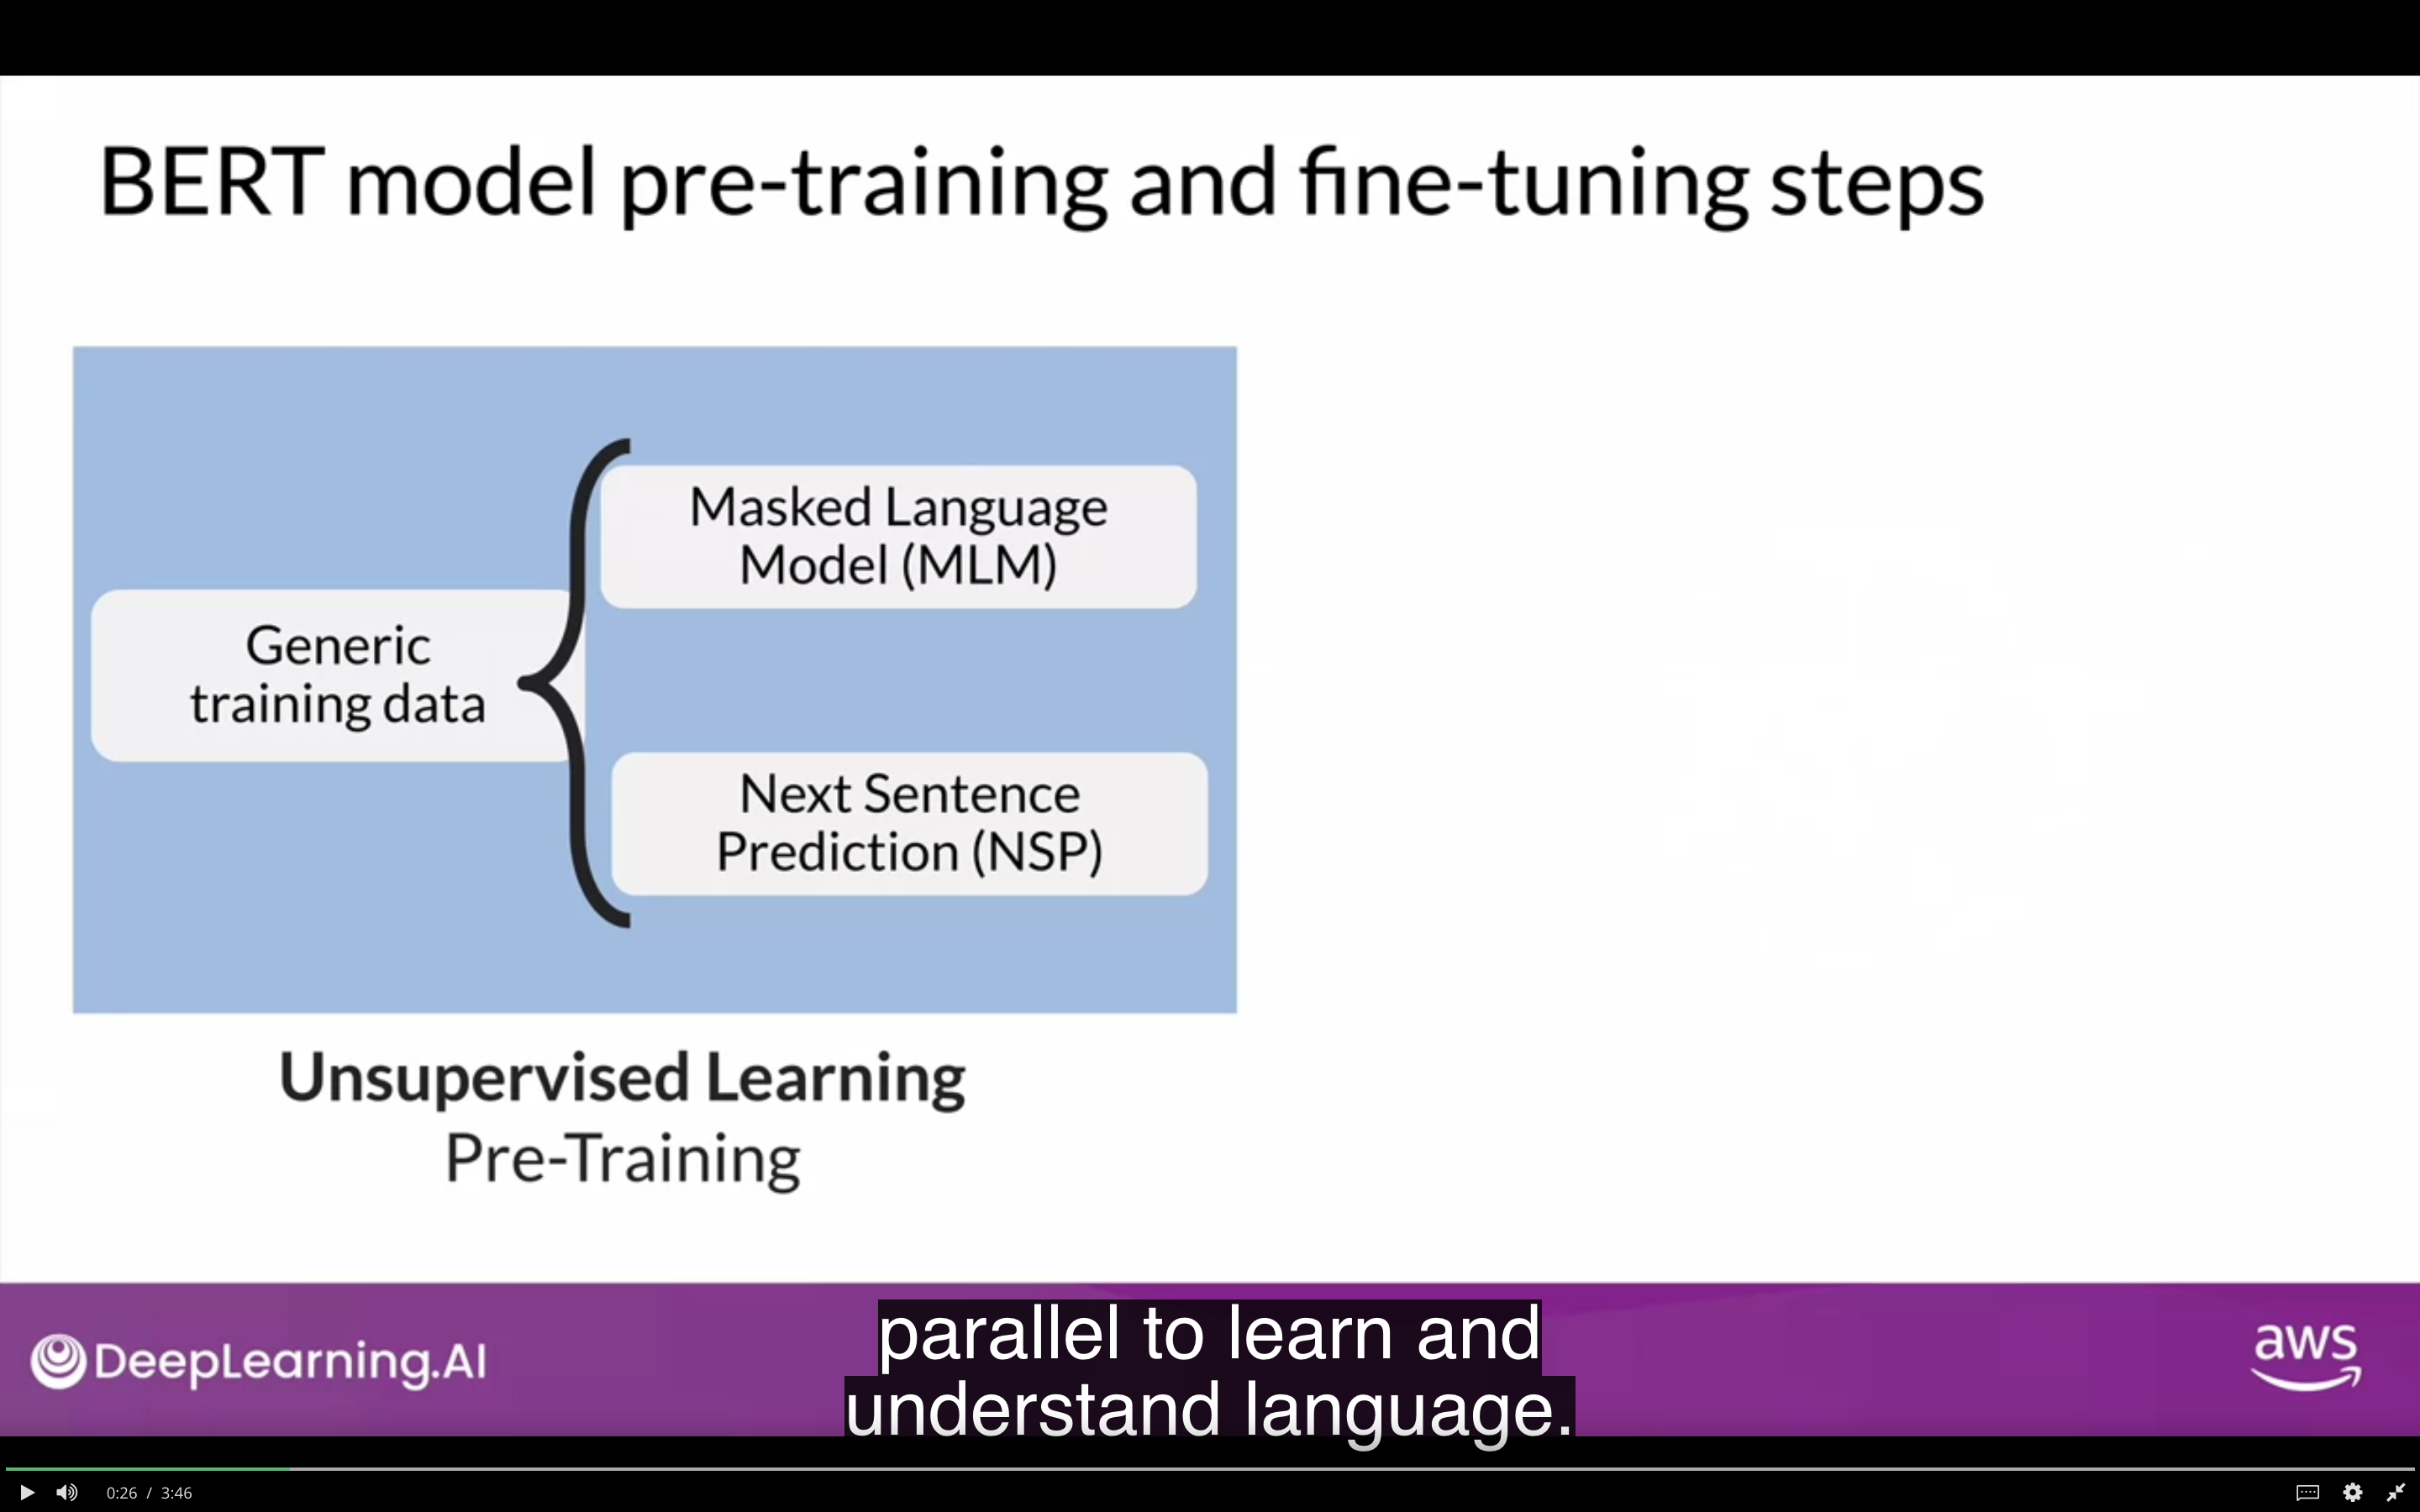 BERT model pre-training and fine-tuning steps
Generic
training data
Masked Language
Model (MLM)
Next Sentence
Prediction (NSP)
Unsupervised Learning
Pre-Training
DeepLearning.AI
parallel to learn and
understand language.
aws
0:26 / 3:46